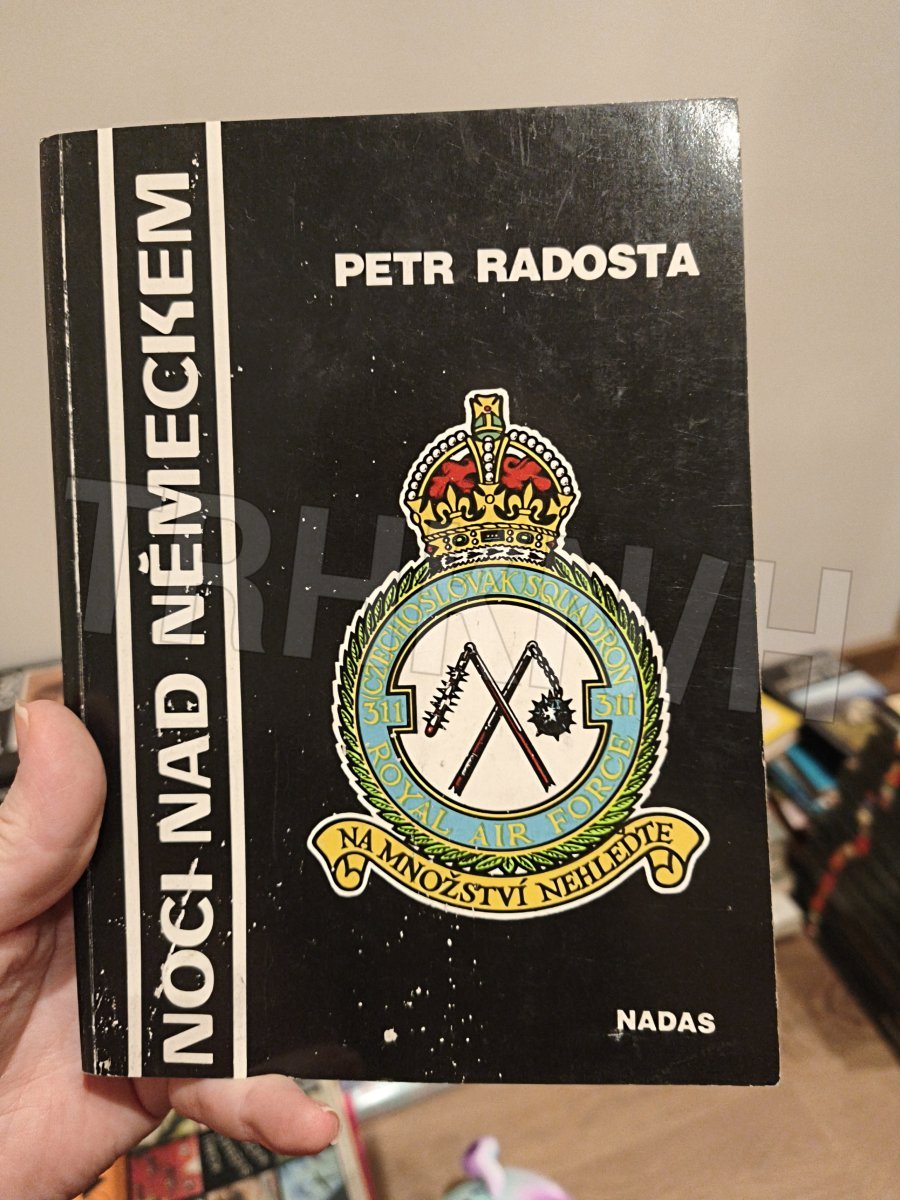 NOCI NAD NĚMECKEM
PETR RADOSTA
(CZECHOSLOVAK) SQUADRON
311
311
ROYAL AIR FORCE
NA MNOŽSTVÍ NEHLEĎTE
NADAS